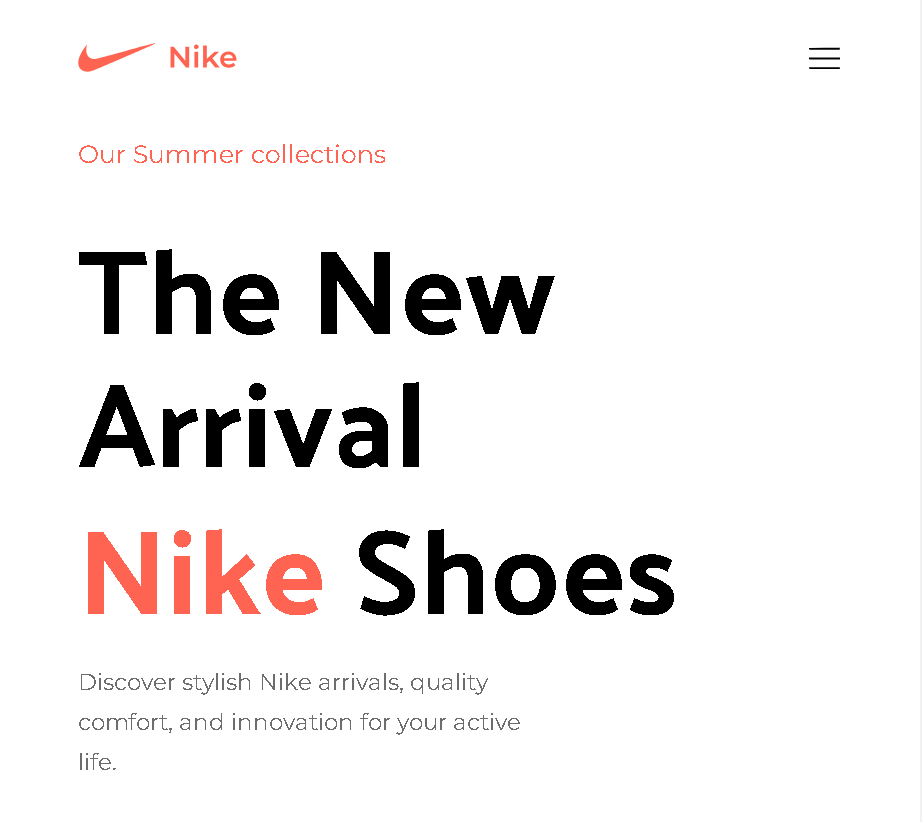 Nike
Our Summer collections
The New
Arrival
Nike Shoes
Discover stylish Nike arrivals, quality
comfort, and innovation for your active
life.